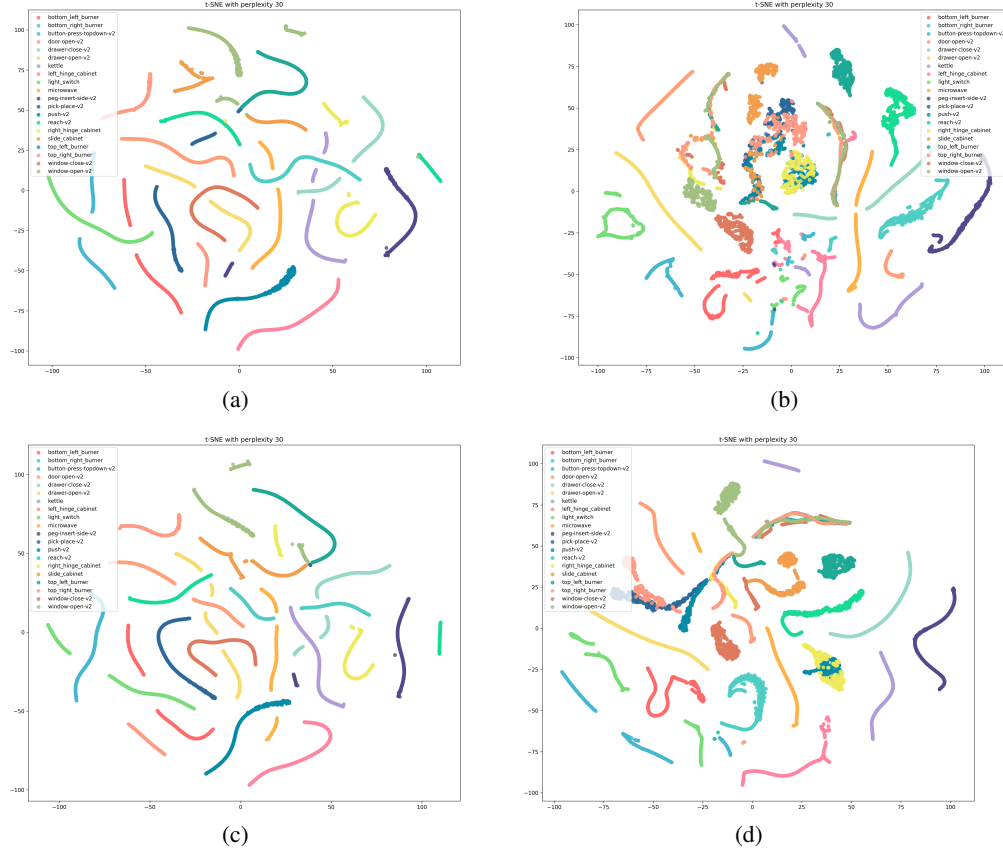 t-SNE with perplexity 30
bottom_left_burner
bottom_right_burner
button-press-topdown-v2
door-open-v2
drawer-close-v2
drawer-open-v2
kettle
left_hinge_cabinet
light_switch
microwave
peg-insert-side-v2
pick-place-v2
push-v2
reach-v2
right_hinge_cabinet
slide_cabinet
top_left_burner
top_right_burner
window-close-v2
window-open-v2
100
75
50
25
0
−25
−50
−75
−100
−100
−50
0
50
100
(a)
t-SNE with perplexity 30
bottom_left_burner
bottom_right_burner
button-press-topdown-v2
door-open-v2
drawer-close-v2
drawer-open-v2
kettle
left_hinge_cabinet
light_switch
microwave
peg-insert-side-v2
pick-place-v2
push-v2
reach-v2
right_hinge_cabinet
slide_cabinet
top_left_burner
top_right_burner
window-close-v2
window-open-v2
100
75
50
25
0
−25
−50
−75
−100
−100
−75
−50
−25
0
25
50
75
100
(b)
t-SNE with perplexity 30
bottom_left_burner
bottom_right_burner
button-press-topdown-v2
door-open-v2
drawer-close-v2
drawer-open-v2
kettle
left_hinge_cabinet
light_switch
microwave
peg-insert-side-v2
pick-place-v2
push-v2
reach-v2
right_hinge_cabinet
slide_cabinet
top_left_burner
top_right_burner
window-close-v2
window-open-v2
100
50
0
−50
−100
−100
−50
0
50
100
(c)
t-SNE with perplexity 30
bottom_left_burner
bottom_right_burner
button-press-topdown-v2
door-open-v2
drawer-close-v2
drawer-open-v2
kettle
left_hinge_cabinet
light_switch
microwave
peg-insert-side-v2
pick-place-v2
push-v2
reach-v2
right_hinge_cabinet
slide_cabinet
top_left_burner
top_right_burner
window-close-v2
window-open-v2
100
75
50
25
0
−25
−50
−75
−100
−100
−75
−50
−25
0
25
50
75
100
(d)